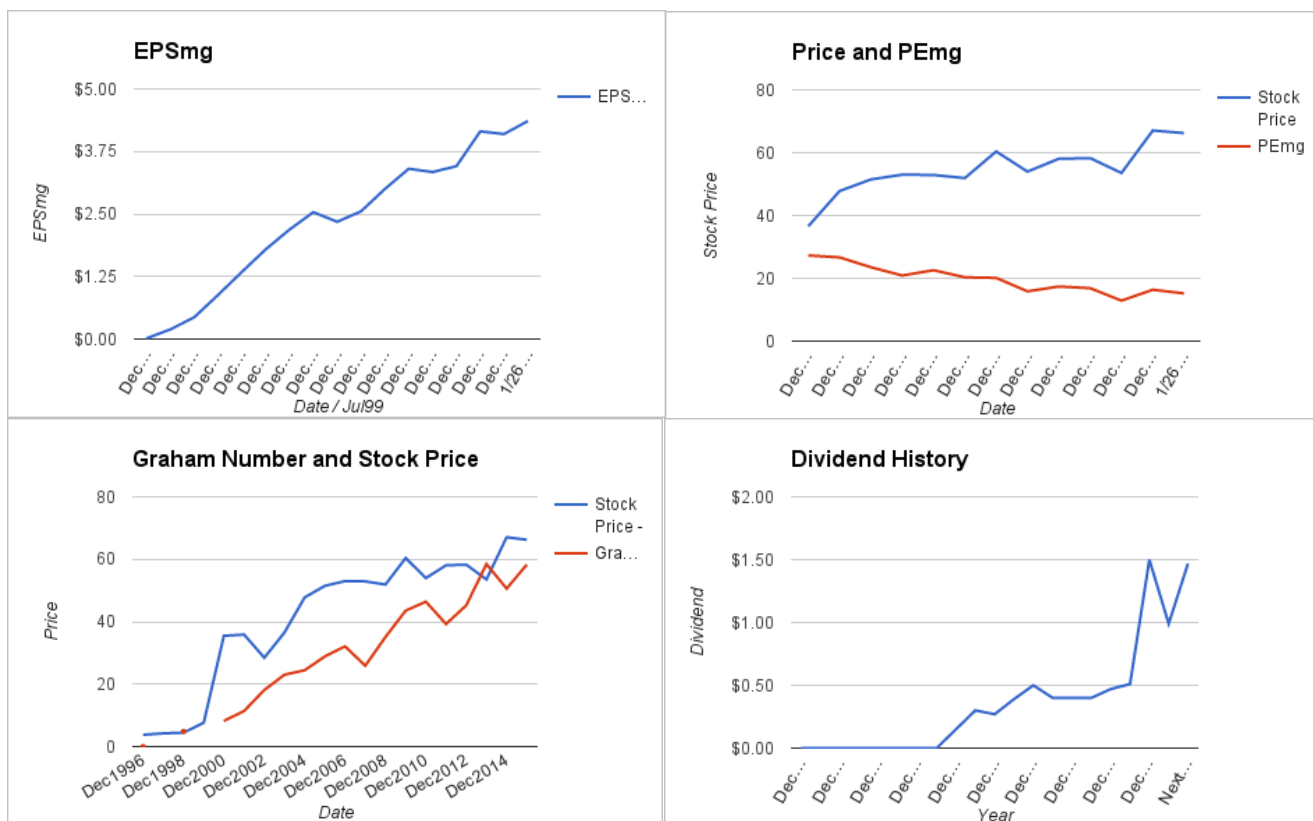 EPSmg
$5.00
$3.75
$2.50
$1.25
$0.00
EPSmg
EPS...
Dec... Dec... Dec... Dec... Dec... Dec... Dec... Dec... Dec... Dec... Dec... Dec... Dec... Dec... Dec... Dec... 1/26...
Date / Jul99
Price and PEmg
80
60
40
20
0
Stock Price
Stock
Price
PEmg
Dec... Dec... Dec... Dec... Dec... Dec... Dec... Dec... Dec... Dec... Dec... Dec... 1/26...
Date
Graham Number and Stock Price
80
60
40
20
0
Price
Stock
Price -
Gra...
Dec1996 Dec1998 Dec2000 Dec2002 Dec2004 Dec2006 Dec2008 Dec2010 Dec2012 Dec2014
Date
Dividend History
$2.00
$1.50
$1.00
$0.50
$0.00
Dividend
Dec... Dec... Dec... Dec... Dec... Dec... Dec... Dec... Dec... Dec... Next...
Year